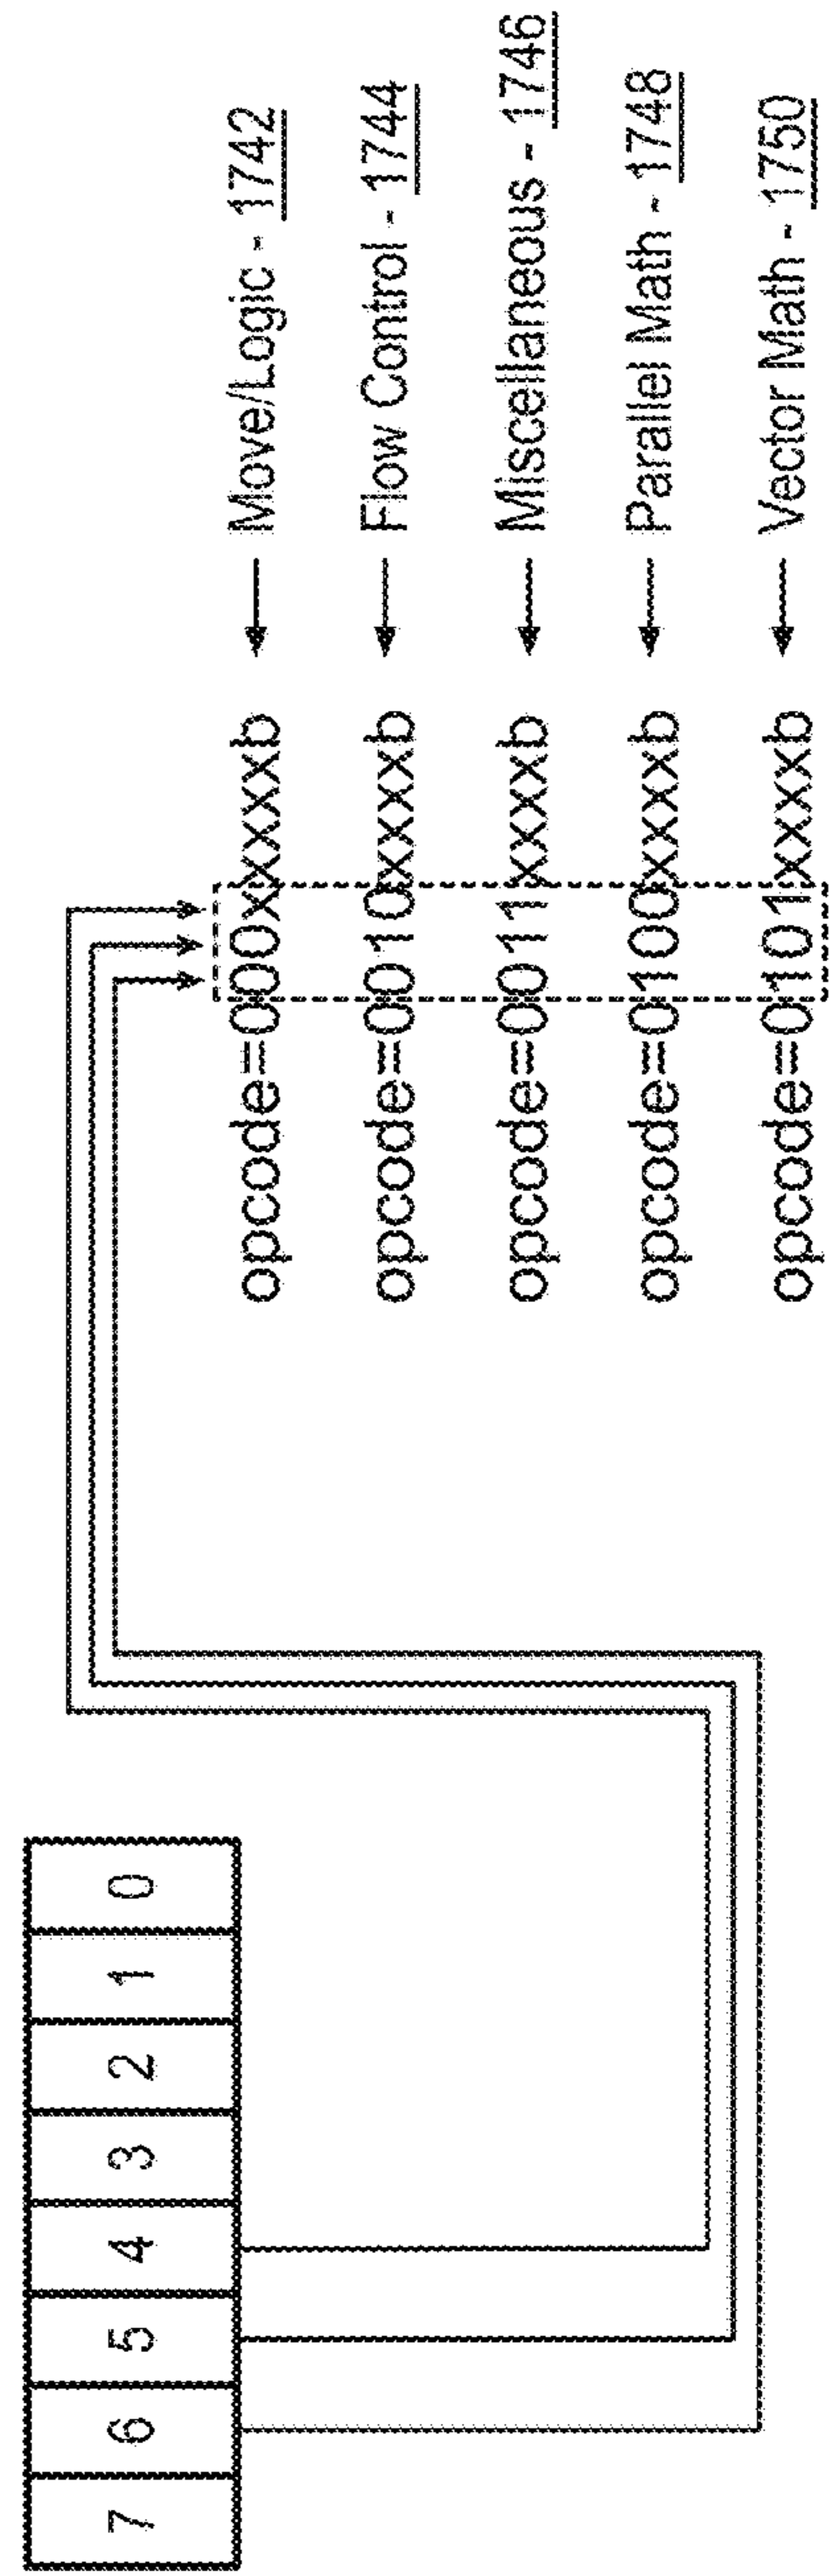 7 6 5 4 3 2 1 0
opcode=000xxxxxb ← Move/Logic - 1742
opcode=0010xxxxb ← Flow Control - 1744
opcode=0011xxxxb ← Miscellaneous - 1746
opcode=0100xxxxb ← Parallel Math - 1748
opcode=0101xxxxb ← Vector Math - 1750